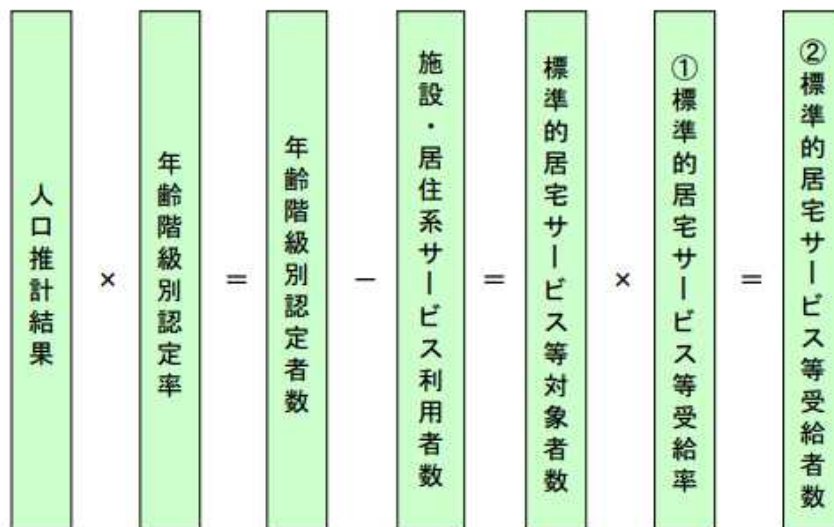 人口推計結果
×
年齢階級別認定率
＝
年齢階級別認定者数
－
施設・居住系サービス利用者数
＝
標準的居宅サービス等対象者数
×
①標準的居宅サービス等受給率
＝
②標準的居宅サービス等受給者数